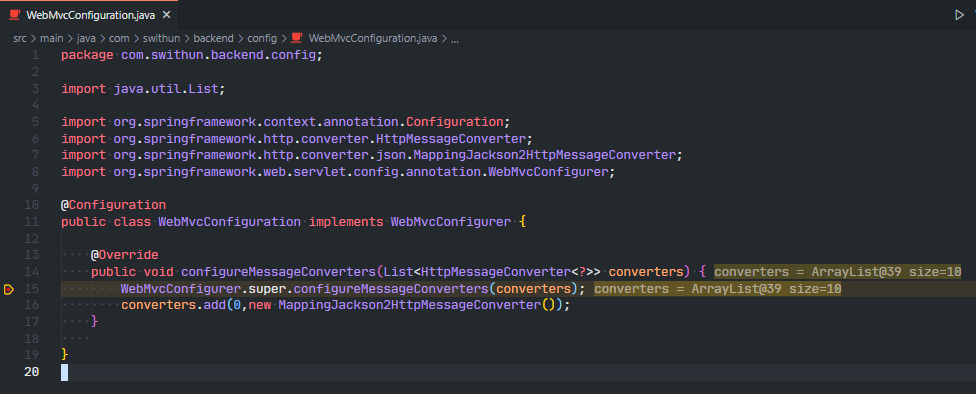 WebMvcConfiguration.java ×
src > main > java > com > swithun > backend > config > WebMvcConfiguration.java > ...
1 package com.swithun.backend.config;
2
3 import java.util.List;
4
5 import org.springframework.context.annotation.Configuration;
6 import org.springframework.http.converter.HttpMessageConverter;
7 import org.springframework.http.converter.json.MappingJackson2HttpMessageConverter;
8 import org.springframework.web.servlet.config.annotation.WebMvcConfigurer;
9
10 @Configuration
11 public class WebMvcConfiguration implements WebMvcConfigurer {
12
13 @Override
14 public void configureMessageConverters(List<HttpMessageConverter<?>> converters) { converters = ArrayList@39 size=10
15 WebMvcConfigurer.super.configureMessageConverters(converters); converters = ArrayList@39 size=10
16 converters.add(0,new MappingJackson2HttpMessageConverter());
17 }
18
19 }
20